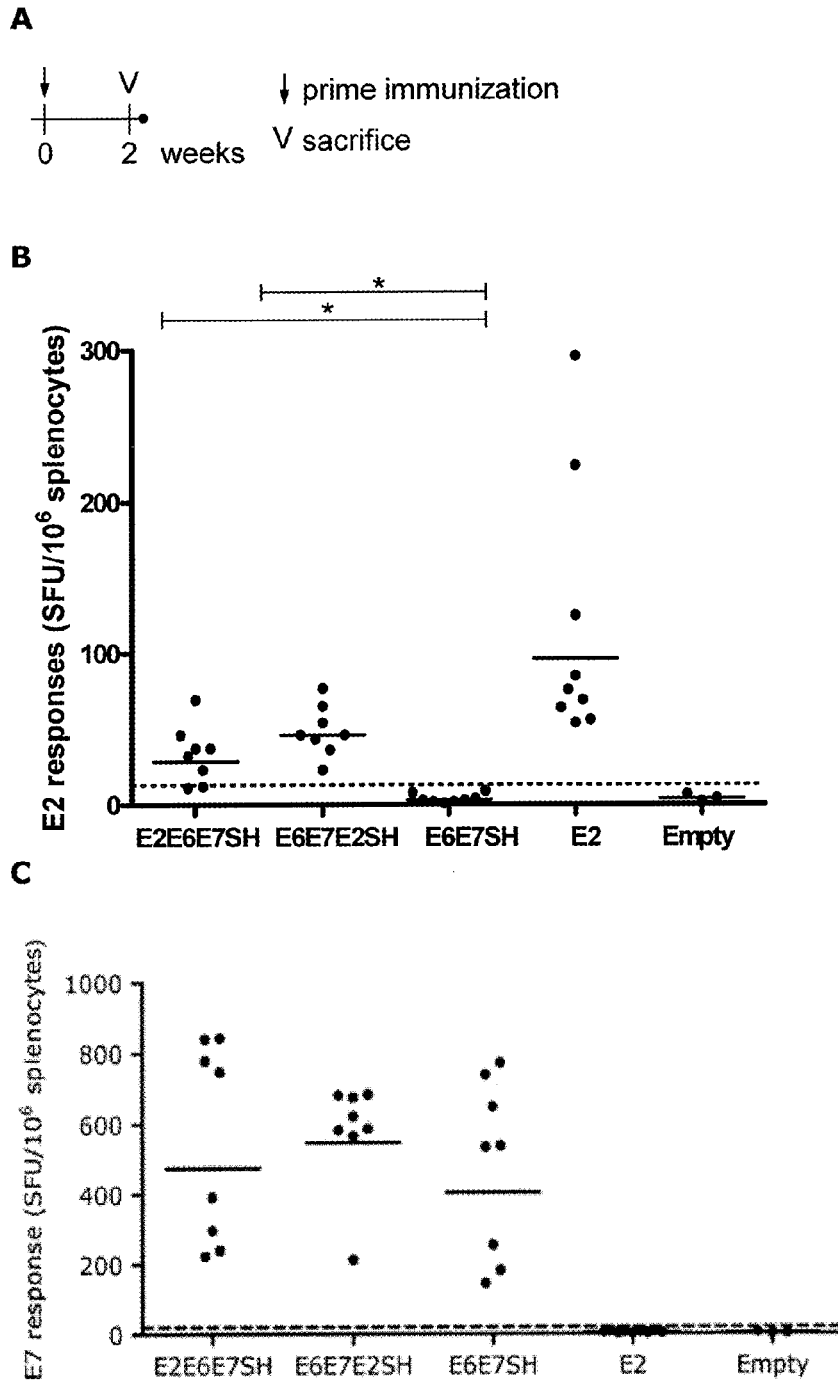 A
V
↓ prime immunization
0 2 weeks
V sacrifice
B
*
*
E2 responses (SFU/10⁶ splenocytes)
300
200
100
0
E2E6E7SH E6E7E2SH E6E7SH E2 Empty
C
E7 response (SFU/10⁶ splenocytes)
1000
800
600
400
200
0
E2E6E7SH E6E7E2SH E6E7SH E2 Empty